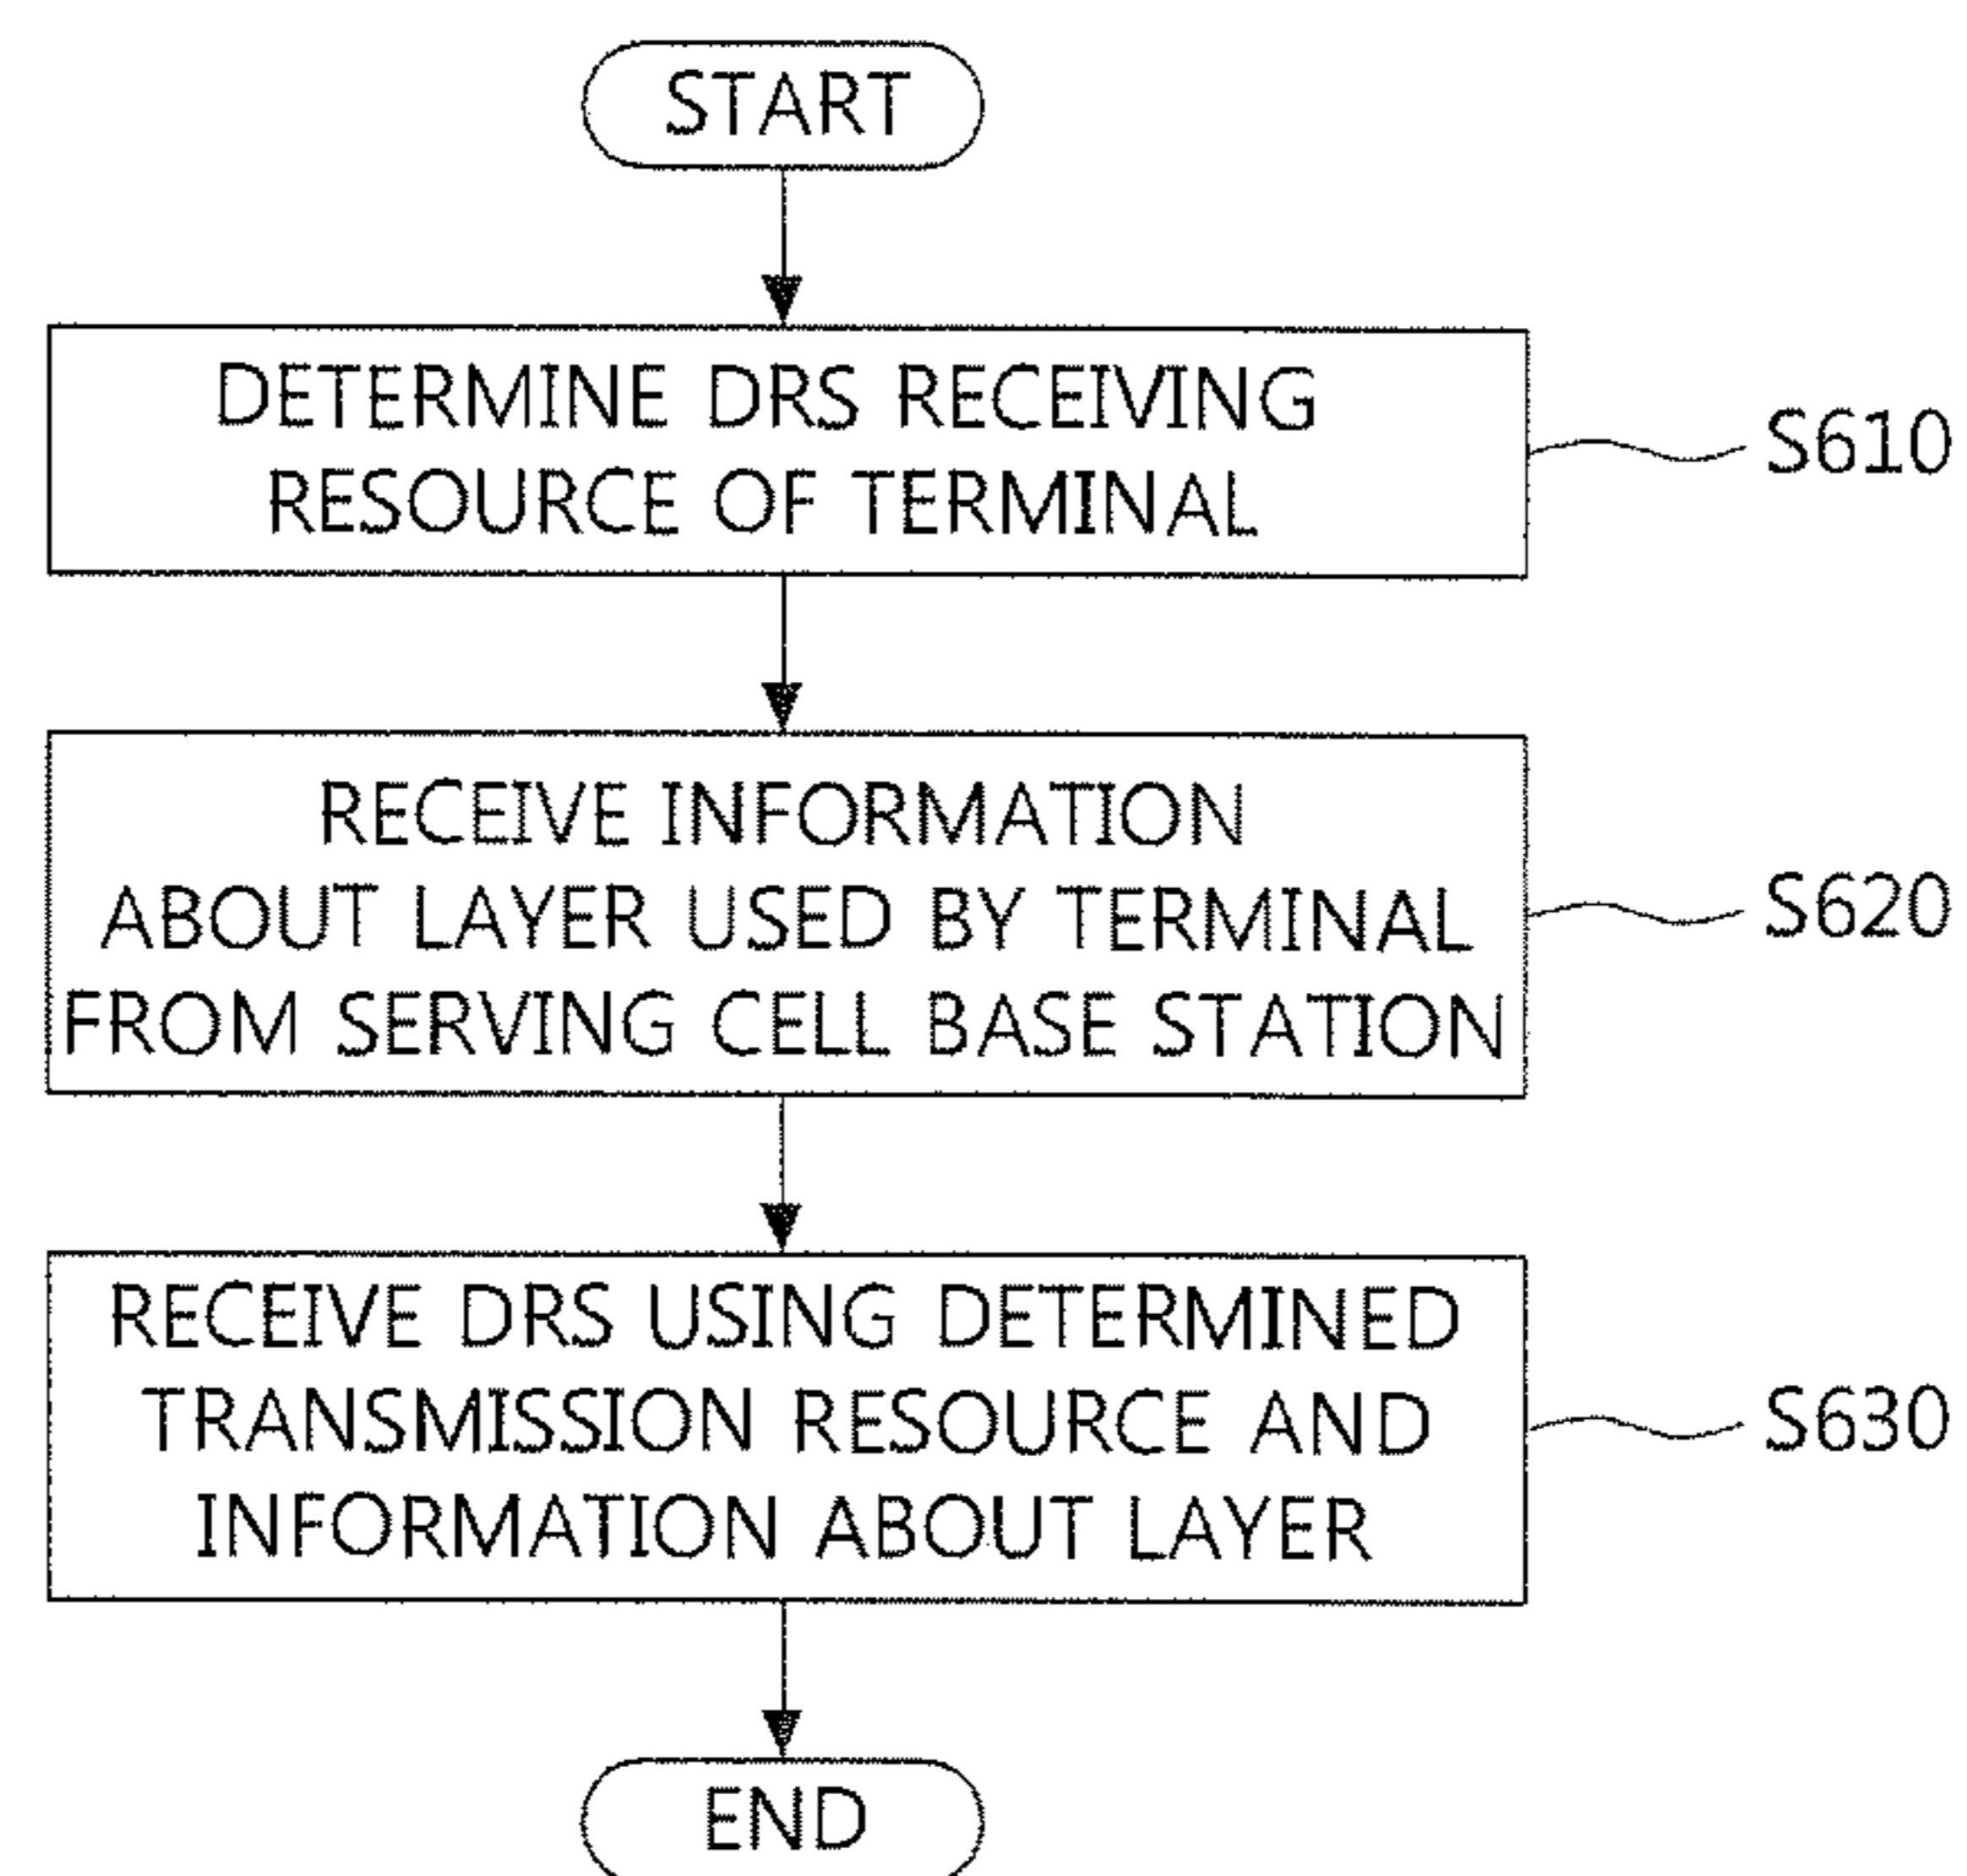 START
DETERMINE DRS RECEIVING
RESOURCE OF TERMINAL
S610
RECEIVE INFORMATION
ABOUT LAYER USED BY TERMINAL
FROM SERVING CELL BASE STATION
S620
RECEIVE DRS USING DETERMINED
TRANSMISSION RESOURCE AND
INFORMATION ABOUT LAYER
S630
END